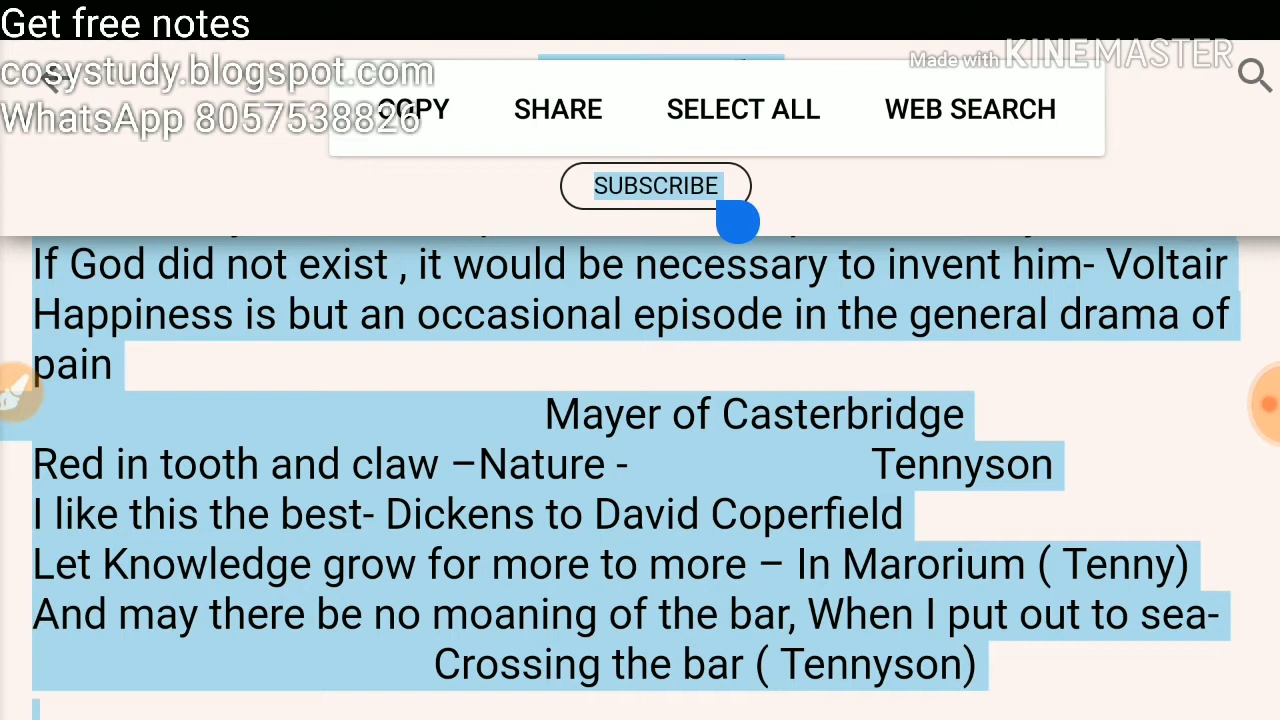 Get free notes
cosystudy.blogspot.com
WhatsApp 8057538826
Made with KINEMASTER
COPY SHARE SELECT ALL WEB SEARCH
SUBSCRIBE
If God did not exist , it would be necessary to invent him- Voltair
Happiness is but an occasional episode in the general drama of
pain
Mayer of Casterbridge
Red in tooth and claw –Nature - Tennyson
I like this the best- Dickens to David Coperfield
Let Knowledge grow for more to more – In Marorium ( Tenny)
And may there be no moaning of the bar, When I put out to sea-
Crossing the bar ( Tennyson)